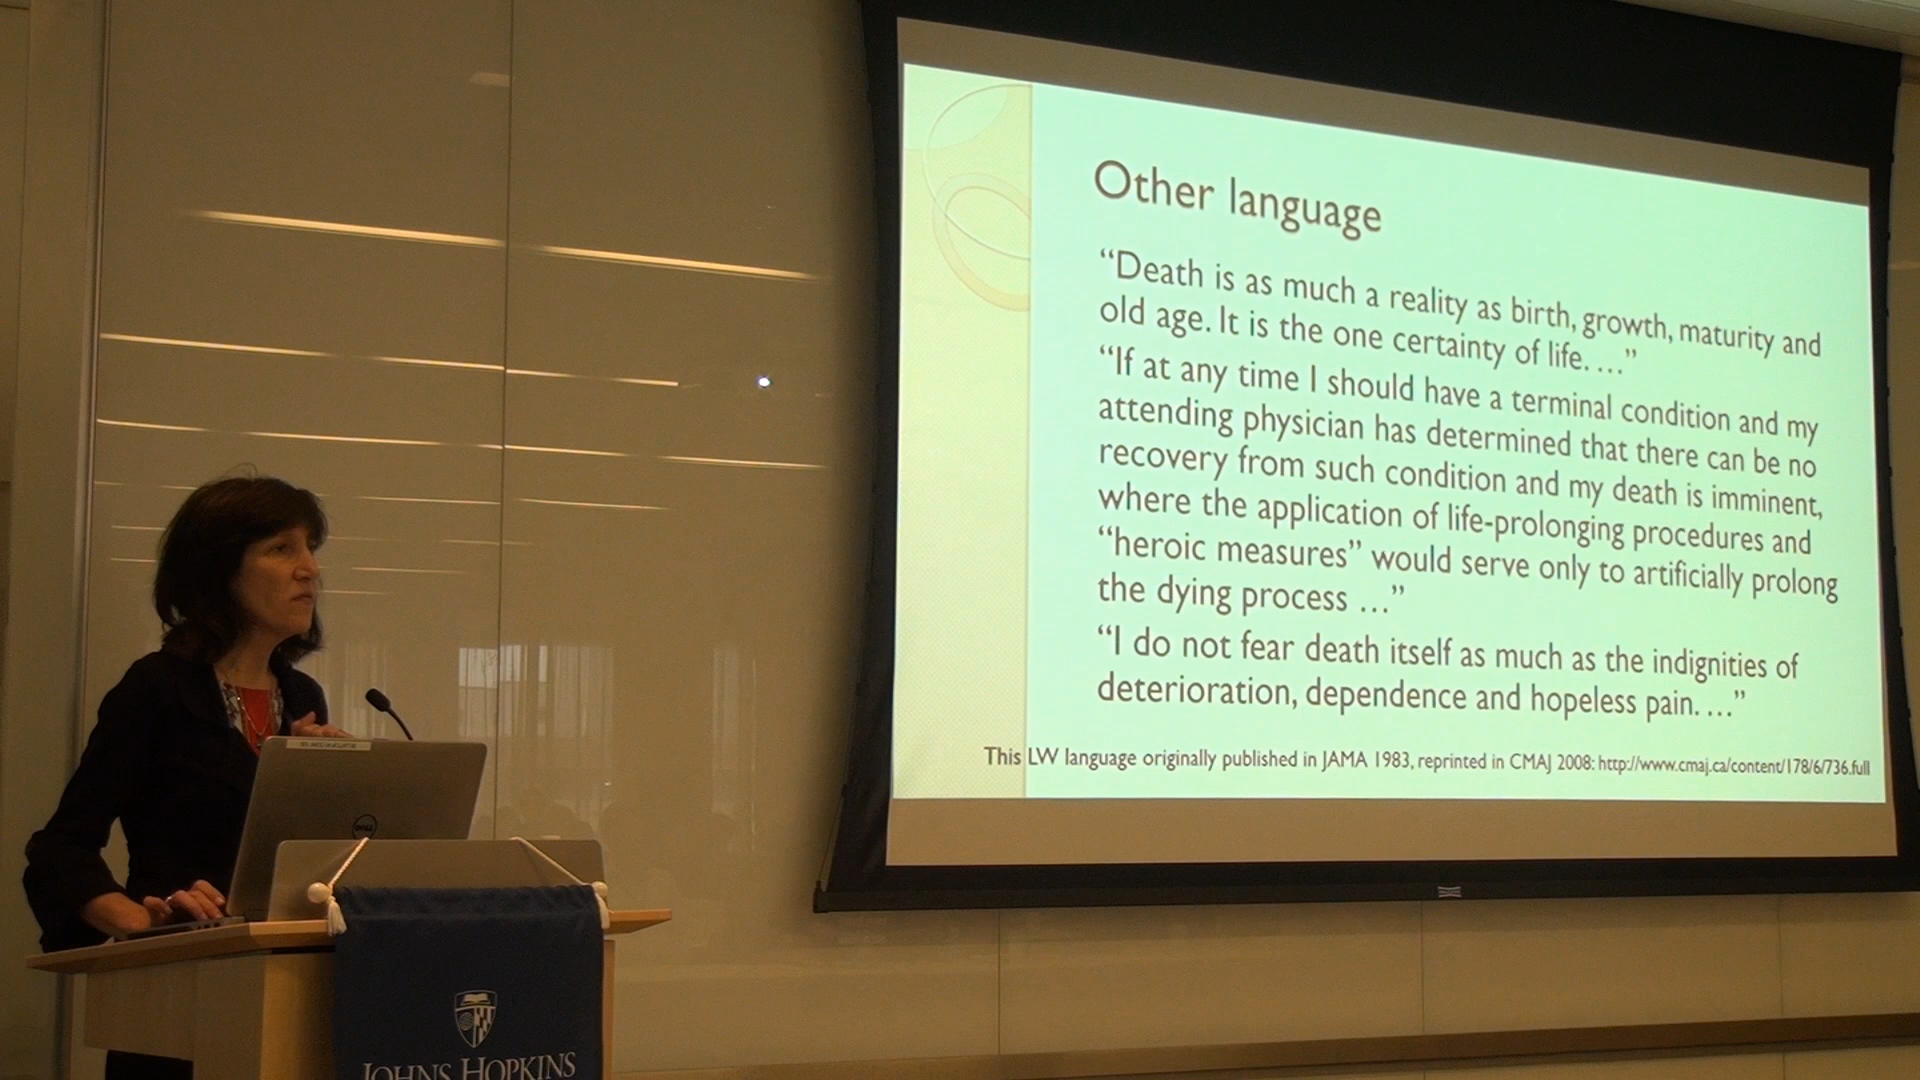 Other language
“Death is as much a reality as birth, growth, maturity and
old age. It is the one certainty of life. …”
“If at any time I should have a terminal condition and my
attending physician has determined that there can be no
recovery from such condition and my death is imminent,
where the application of life-prolonging procedures and
“heroic measures” would serve only to artificially prolong
the dying process …”
“I do not fear death itself as much as the indignities of
deterioration, dependence and hopeless pain. …”
This LW language originally published in JAMA 1983, reprinted in CMAJ 2008: http://www.cmaj.ca/content/178/6/736.full
DELL
JOHNS HOPKINS